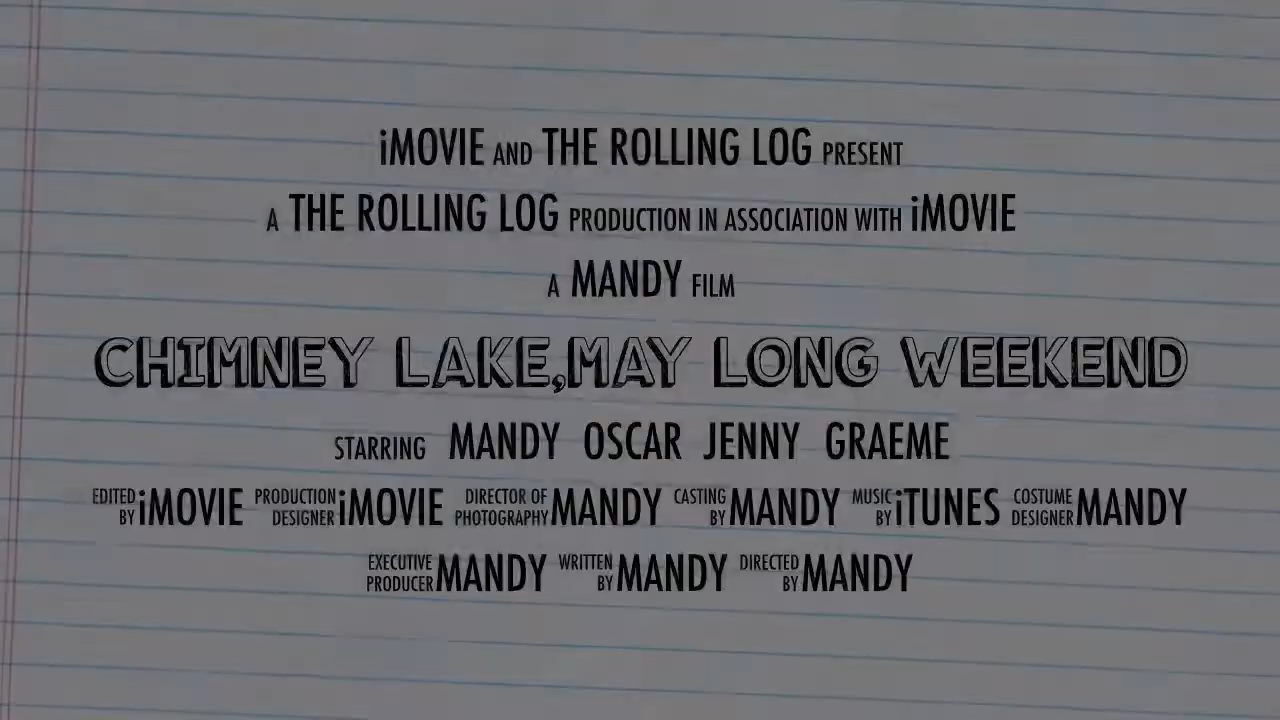 iMOVIE AND THE ROLLING LOG PRESENT
A THE ROLLING LOG PRODUCTION IN ASSOCIATION WITH iMOVIE
A MANDY FILM
CHIMNEY LAKE,MAY LONG WEEKEND
STARRING MANDY OSCAR JENNY GRAEME
EDITED BY iMOVIE PRODUCTION DESIGNER iMOVIE DIRECTOR OF PHOTOGRAPHY MANDY CASTING BY MANDY MUSIC BY iTUNES COSTUME DESIGNER MANDY
EXECUTIVE PRODUCER MANDY WRITTEN BY MANDY DIRECTED BY MANDY